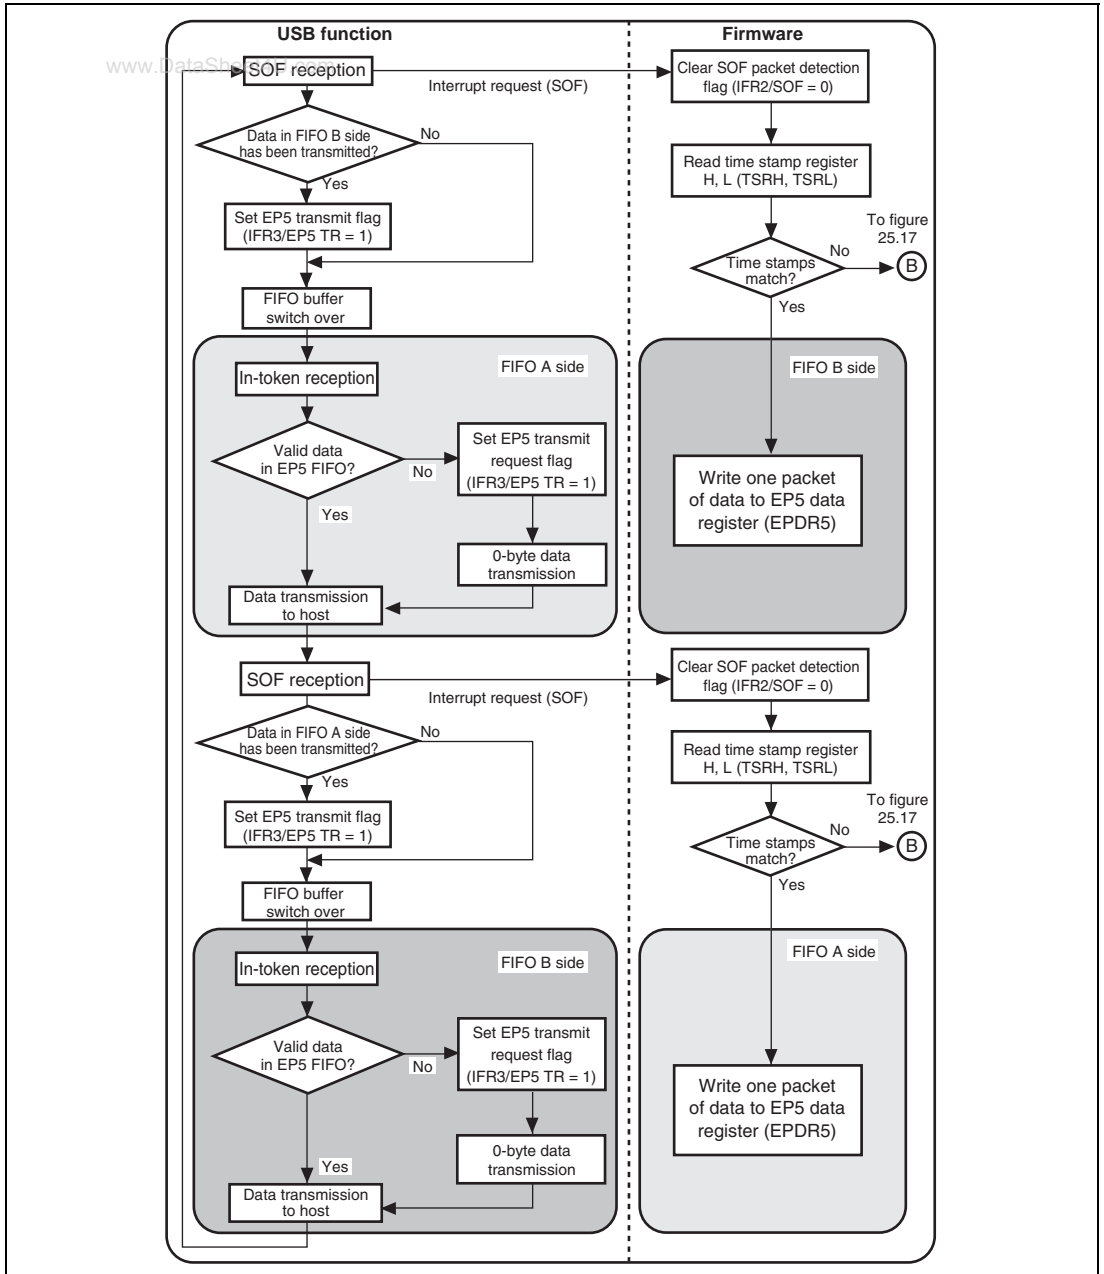 USB function
Firmware
www.DataSheet4U.com
SOF reception
Interrupt request (SOF)
Clear SOF packet detection
flag (IFR2/SOF = 0)
Data in FIFO B side
has been transmitted?
No
Yes
Read time stamp register
H, L (TSRH, TSRL)
Set EP5 transmit flag
(IFR3/EP5 TR = 1)
To figure
25.17
Time stamps
match?
No
B
Yes
FIFO buffer
switch over
FIFO A side
In-token reception
Valid data
in EP5 FIFO?
No
Set EP5 transmit
request flag
(IFR3/EP5 TR = 1)
Yes
0-byte data
transmission
Data transmission
to host
FIFO B side
Write one packet
of data to EP5 data
register (EPDR5)
SOF reception
Interrupt request (SOF)
Clear SOF packet detection
flag (IFR2/SOF = 0)
Data in FIFO A side
has been transmitted?
No
Yes
Read time stamp register
H, L (TSRH, TSRL)
Set EP5 transmit flag
(IFR3/EP5 TR = 1)
To figure
25.17
Time stamps
match?
No
B
Yes
FIFO buffer
switch over
FIFO B side
In-token reception
Valid data
in EP5 FIFO?
No
Set EP5 transmit
request flag
(IFR3/EP5 TR = 1)
Yes
0-byte data
transmission
Data transmission
to host
FIFO A side
Write one packet
of data to EP5 data
register (EPDR5)